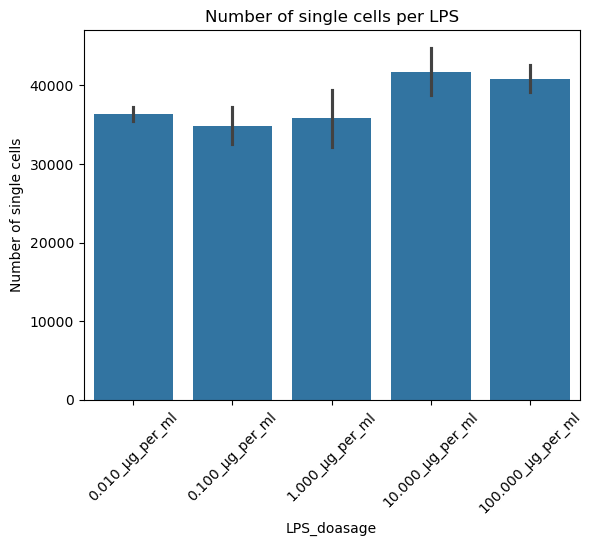 Number of single cells per LPS
Number of single cells
40000
30000
20000
10000
0
0.010_µg_per_ml
0.100_µg_per_ml
1.000_µg_per_ml
10.000_µg_per_ml
100.000_µg_per_ml
LPS_doasage